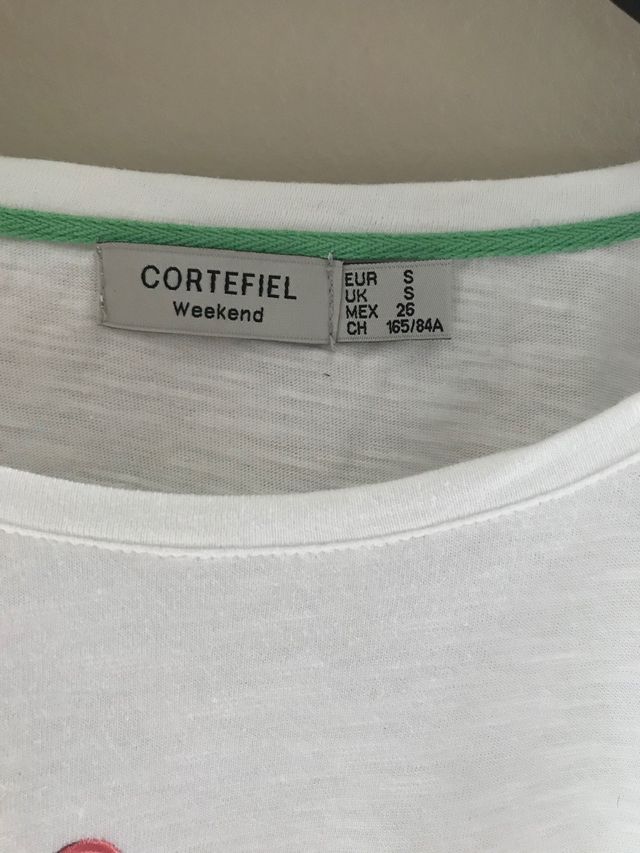 CORTEFIEL
Weekend
EUR S
UK S
MEX 26
CH 165/84A